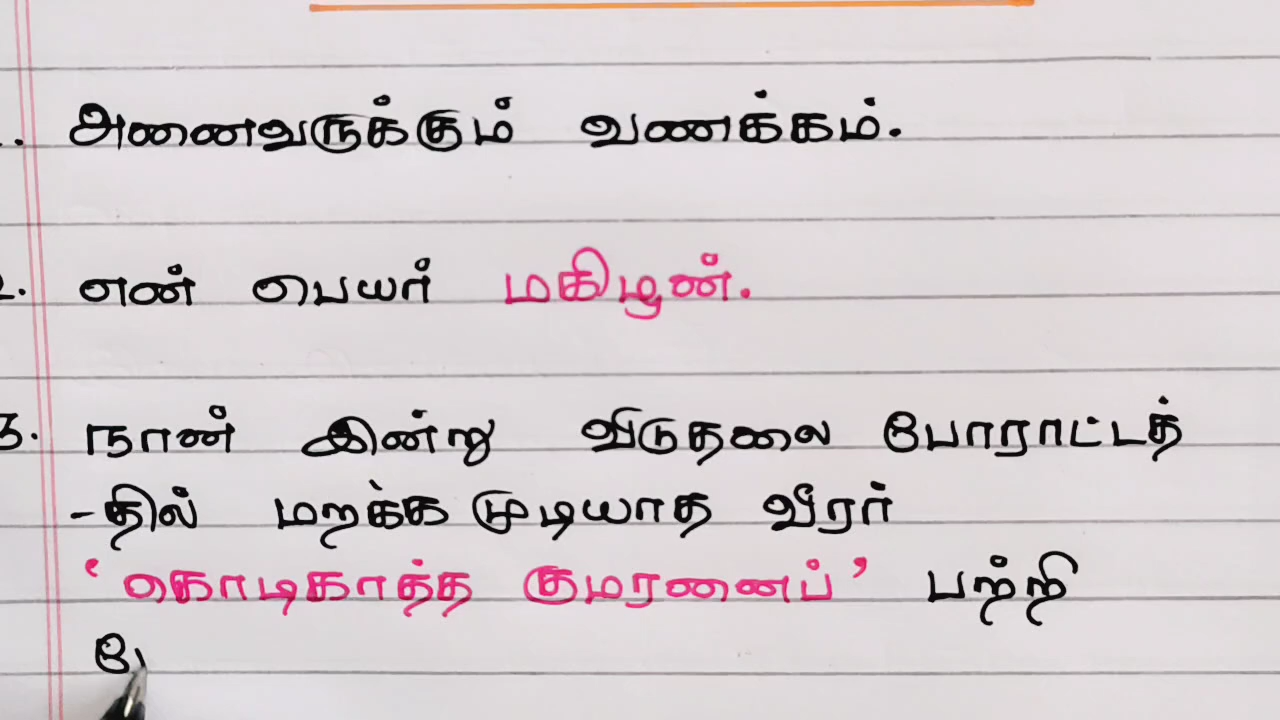 1. அனைவருக்கும் வணக்கம்.
2. என் பெயர் மகிழன்.
3. நான் இன்று விடுதலை போராட்டத்
-தில் மறக்க முடியாத வீரர்
‘கொடிகாத்த குமரனைப்’ பற்றி